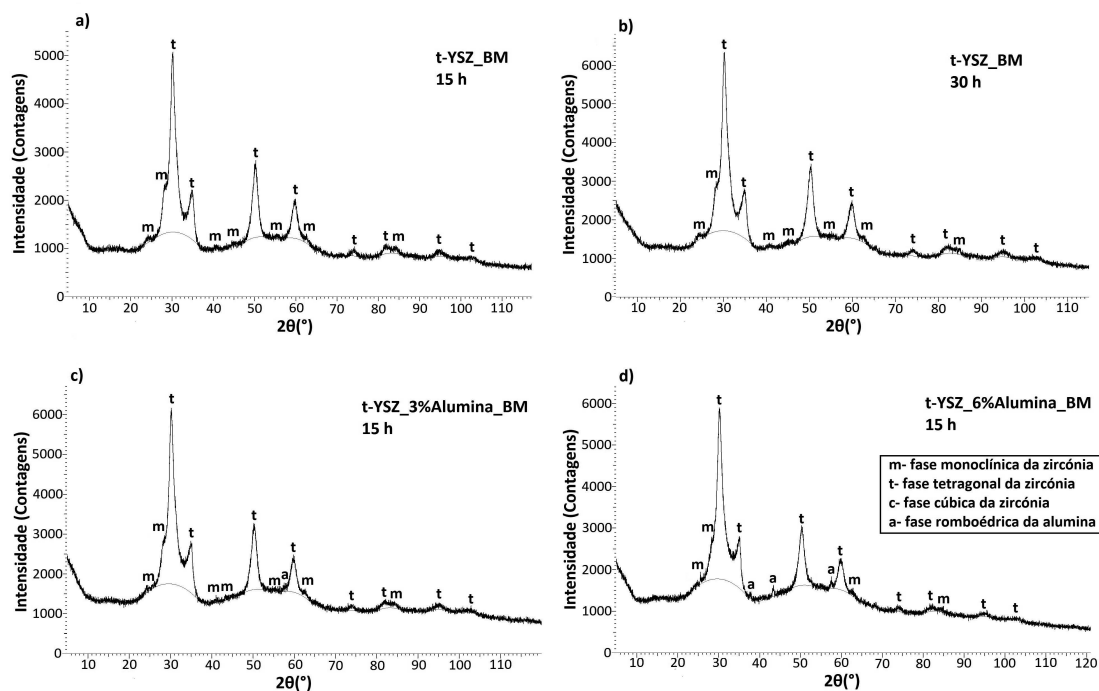 a)
t-YSZ_BM
15 h
Intensidade (Contagens)
5000
4000
3000
2000
1000
0
t
m
t
m
m
m
t
m
t
m
t
t
m
t
t
10 20 30 40 50 60 70 80 90 100 110
2θ(°)
b)
t-YSZ_BM
30 h
Intensidade (Contagens)
6000
5000
4000
3000
2000
1000
0
t
m
t
m
m
m
t
m
t
m
t
t
m
t
t
10 20 30 40 50 60 70 80 90 100 110
2θ(°)
c)
t-YSZ_3%Alumina_BM
15 h
Intensidade (Contagens)
6000
5000
4000
3000
2000
1000
0
t
m
t
m
m
m
t
m
a
t
m
t
t
m
t
t
10 20 30 40 50 60 70 80 90 100 110
2θ(°)
d)
t-YSZ_6%Alumina_BM
15 h
m- fase monoclínica da zircónia
t- fase tetragonal da zircónia
c- fase cúbica da zircónia
a- fase romboédrica da alumina
Intensidade (Contagens)
6000
5000
4000
3000
2000
1000
0
t
m
t
m
a
a
t
a
t
m
t
t
m
t
t
10 20 30 40 50 60 70 80 90 100 110 120
2θ(°)